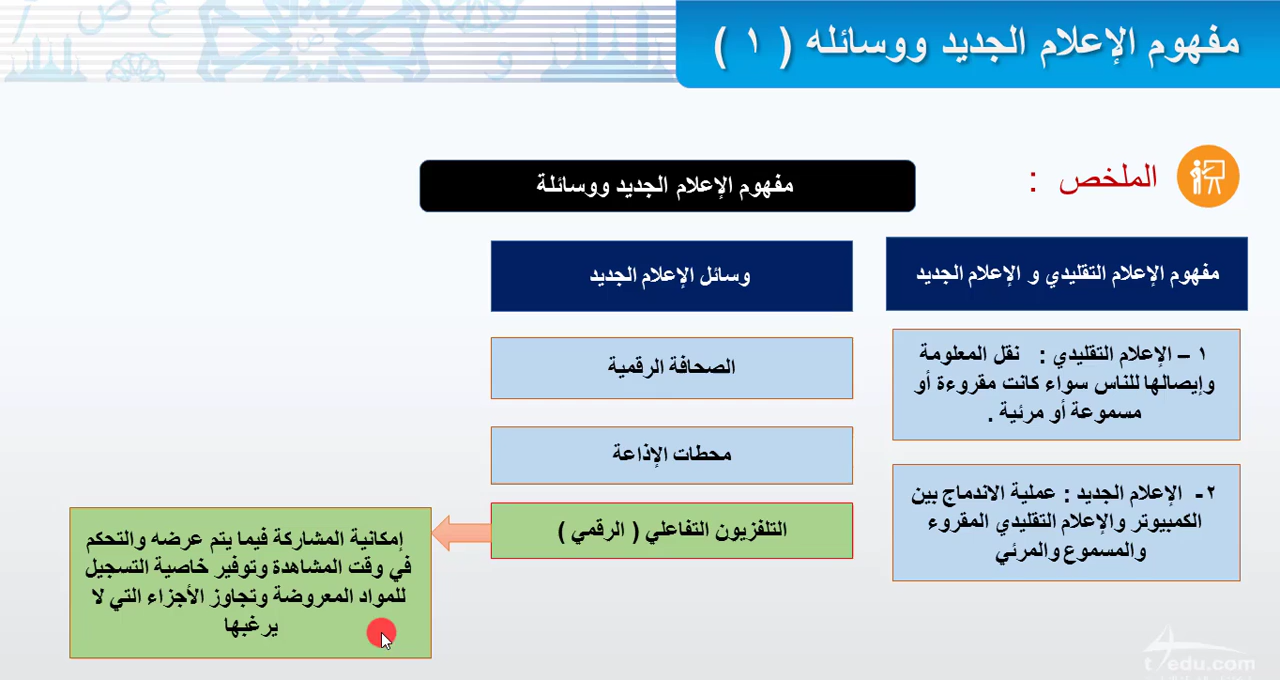 مفهوم الإعلام الجديد ووسائله ( ١ )
الملخص :
مفهوم الإعلام الجديد ووسائلة
مفهوم الإعلام التقليدي و الإعلام الجديد
١ – الإعلام التقليدي : نقل المعلومة
وإيصالها للناس سواء كانت مقروءة أو
مسموعة أو مرئية .
٢- الإعلام الجديد : عملية الاندماج بين
الكمبيوتر والإعلام التقليدي المقروء
والمسموع والمرئي
وسائل الإعلام الجديد
الصحافة الرقمية
محطات الإذاعة
التلفزيون التفاعلي ( الرقمي )
إمكانية المشاركة فيما يتم عرضه والتحكم
في وقت المشاهدة وتوفير خاصية التسجيل
للمواد المعروضة وتجاوز الأجزاء التي لا
يرغبها
t4edu.com